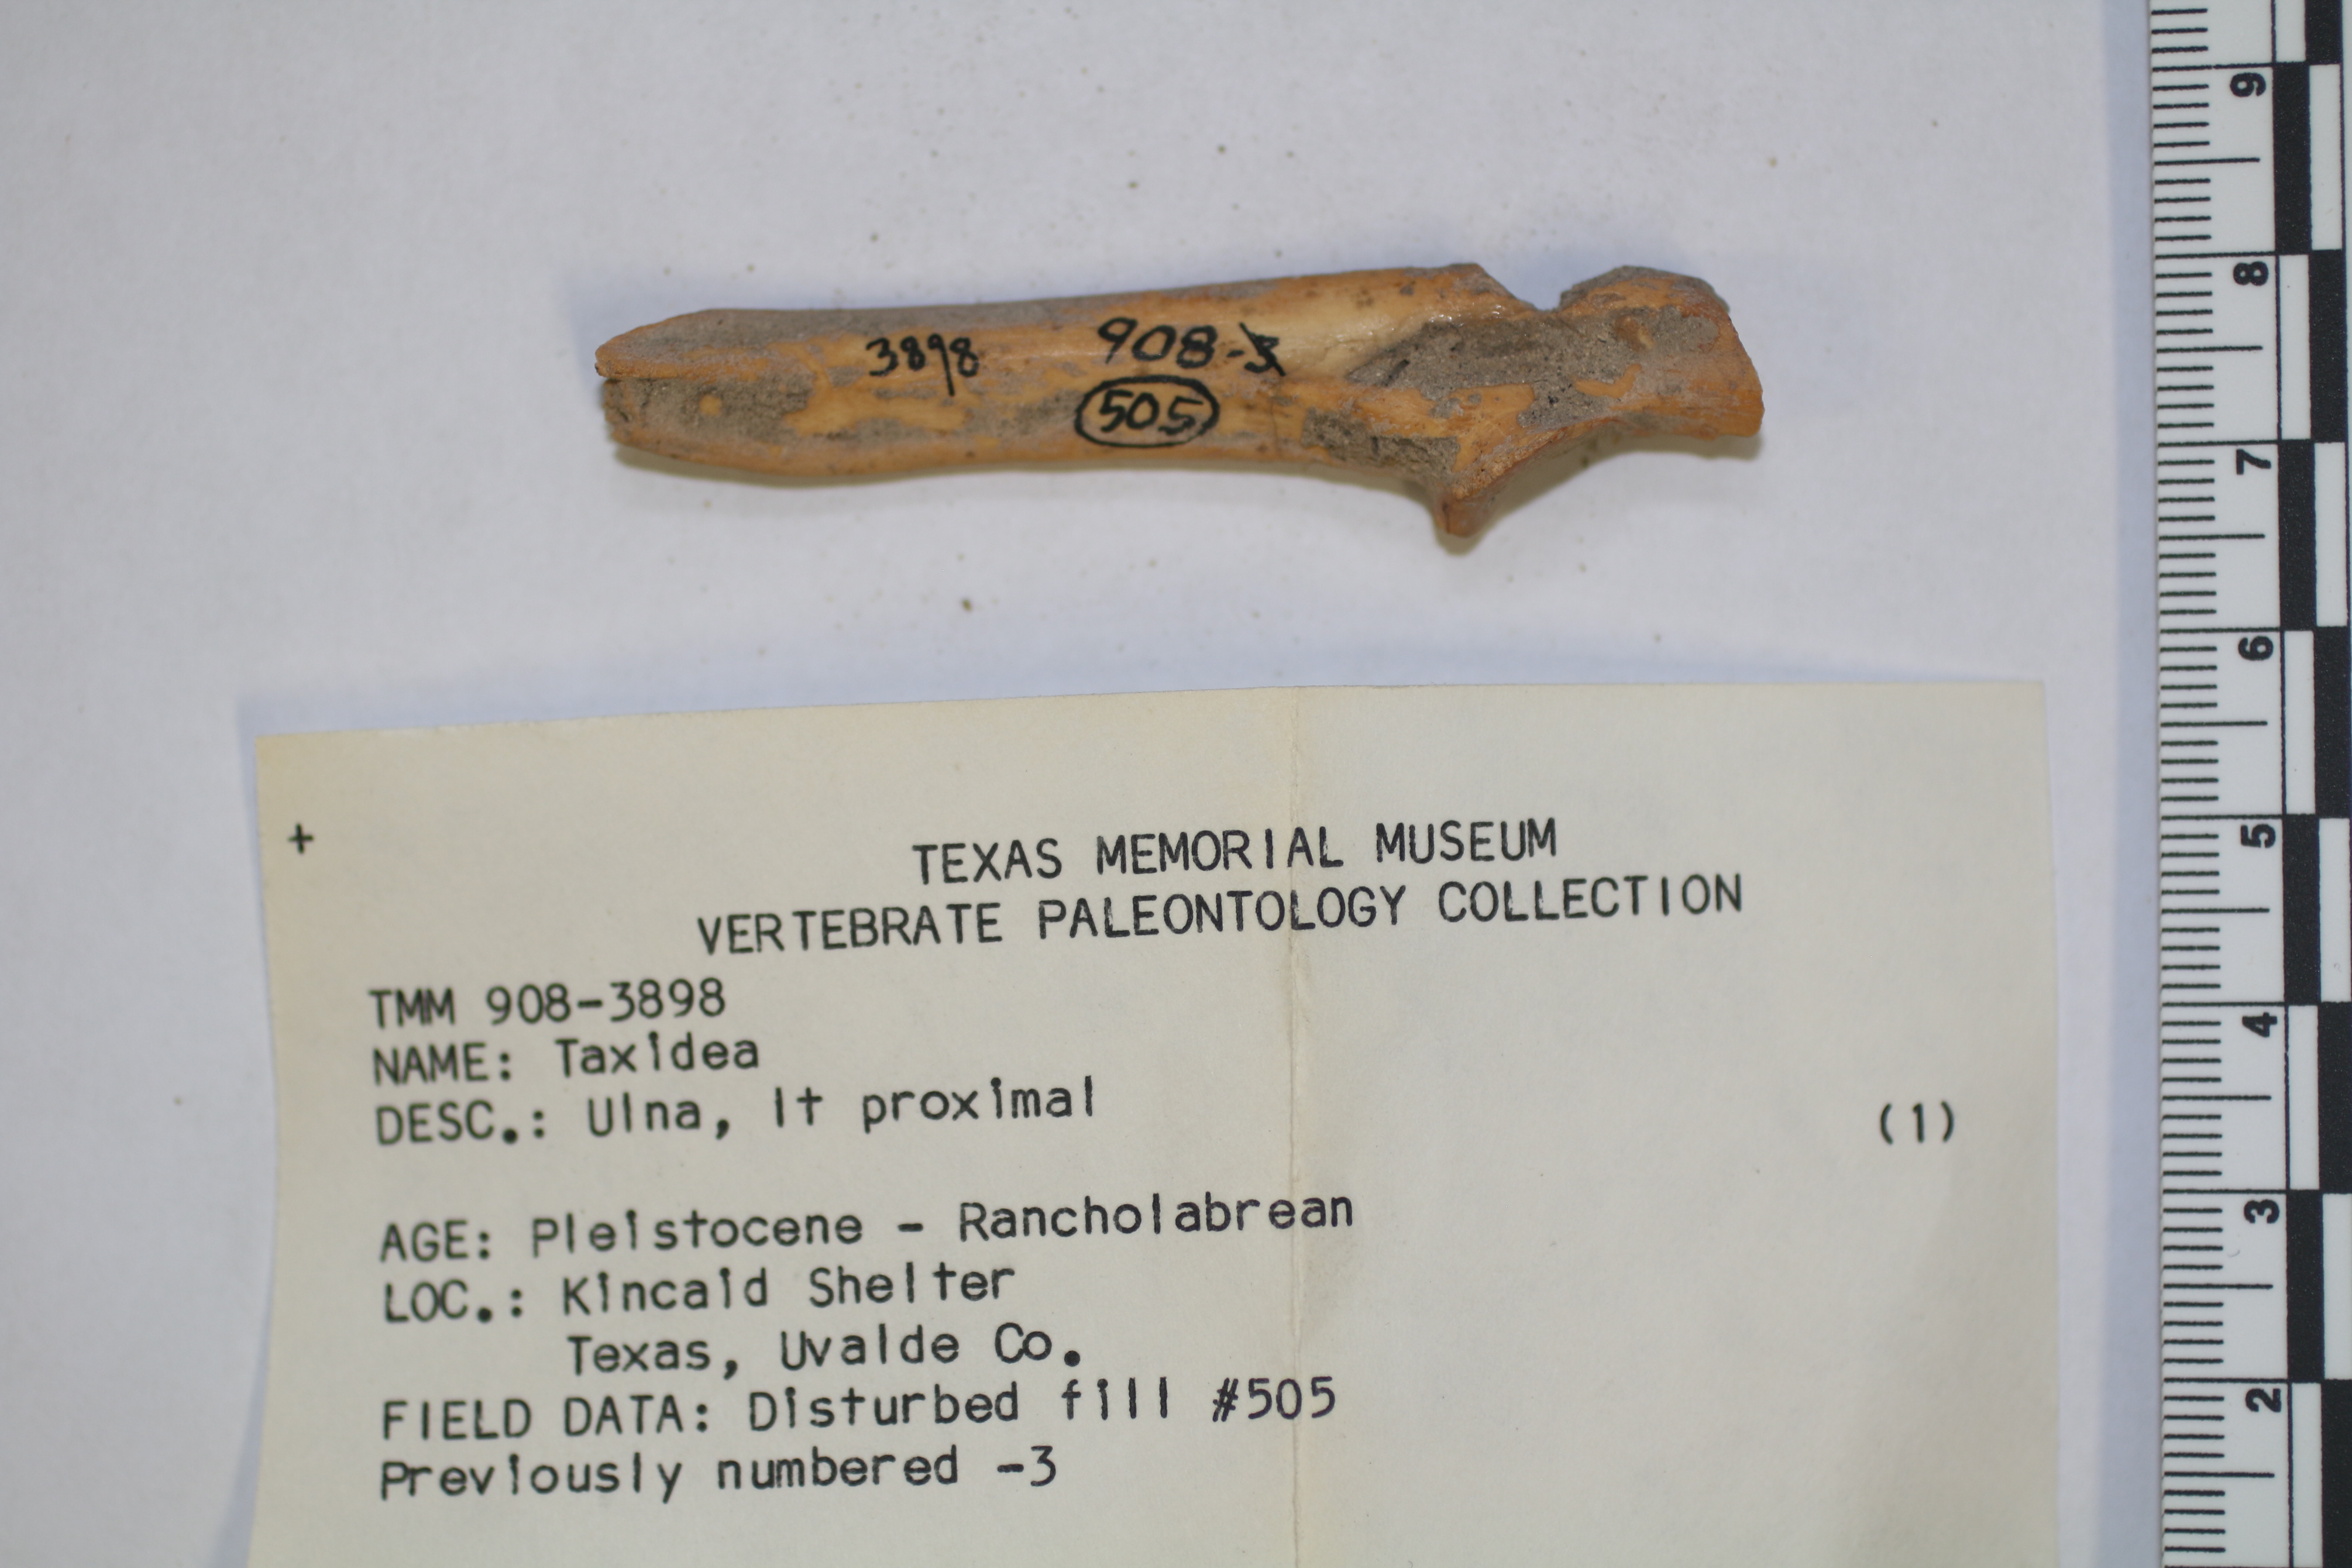 3898 908-3
505
+
TEXAS MEMORIAL MUSEUM
VERTEBRATE PALEONTOLOGY COLLECTION
TMM 908-3898
NAME: Taxidea
DESC.: Ulna, lt proximal
(1)
AGE: Pleistocene - Rancholabrean
LOC.: Kincaid Shelter
Texas, Uvalde Co.
FIELD DATA: Disturbed fill #505
Previously numbered -3
9
8
7
6
5
4
3
2